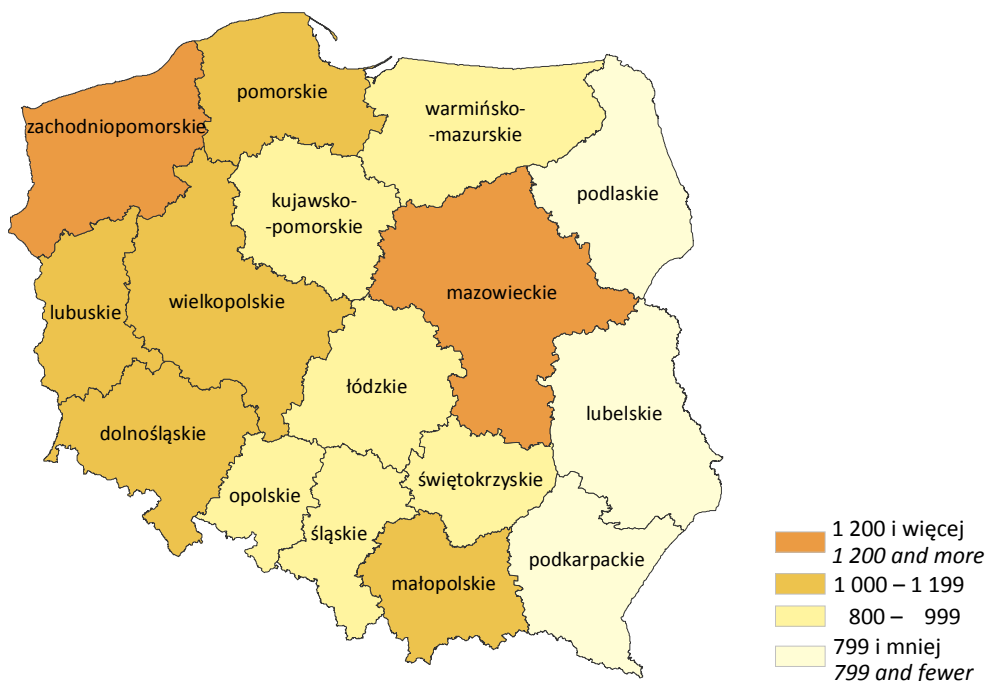 pomorskie
warmińsko-
-mazurskie
zachodniopomorskie
podlaskie
kujawsko-
-pomorskie
mazowieckie
wielkopolskie
lubuskie
łódzkie
lubelskie
dolnośląskie
świętokrzyskie
opolskie
śląskie
podkarpackie
małopolskie
1 200 i więcej
1 200 and more
1 000 – 1 199
800 – 999
799 i mniej
799 and fewer